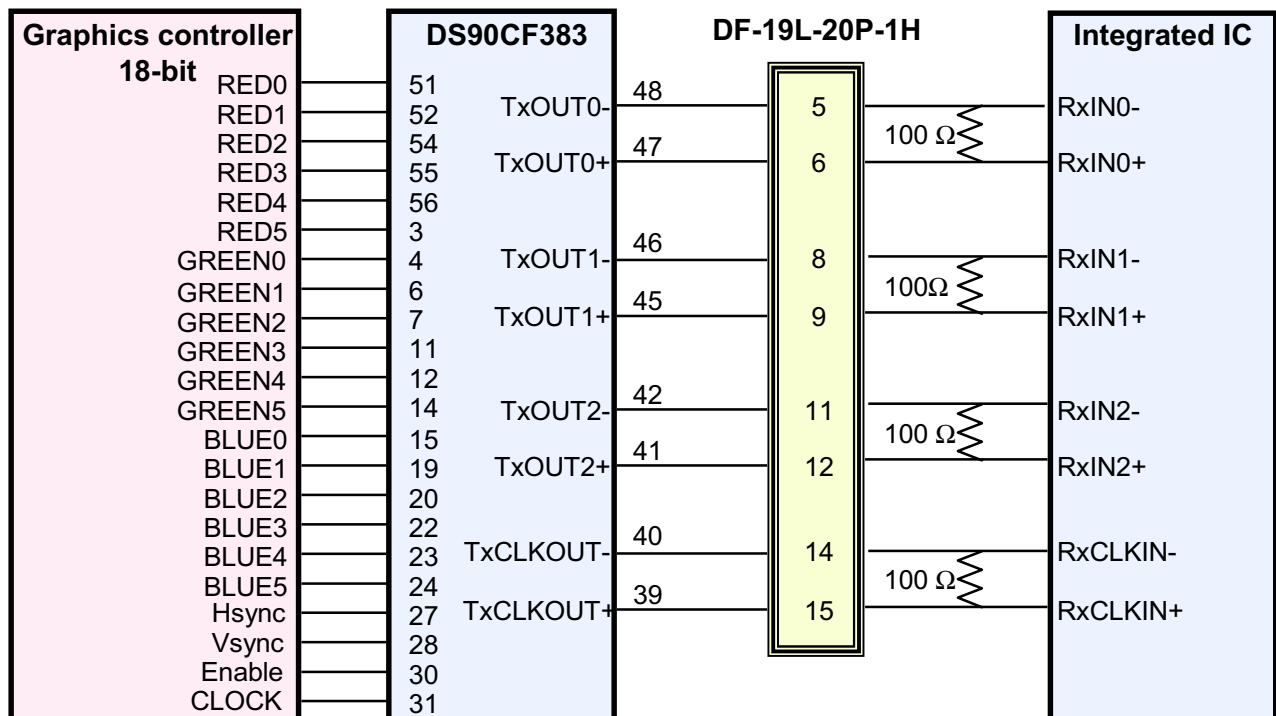 Graphics controller
18-bit
RED0
RED1
RED2
RED3
RED4
RED5
GREEN0
GREEN1
GREEN2
GREEN3
GREEN4
GREEN5
BLUE0
BLUE1
BLUE2
BLUE3
BLUE4
BLUE5
Hsync
Vsync
Enable
CLOCK
DS90CF383
51
52
54
55
56
3
4
6
7
11
12
14
15
19
20
22
23
24
27
28
30
31
TxOUT0-
TxOUT0+
TxOUT1-
TxOUT1+
TxOUT2-
TxOUT2+
TxCLKOUT-
TxCLKOUT+
48
47
46
45
42
41
40
39
DF-19L-20P-1H
5
6
8
9
11
12
14
15
100 Ω
100Ω
100 Ω
100 Ω
Integrated IC
RxIN0-
RxIN0+
RxIN1-
RxIN1+
RxIN2-
RxIN2+
RxCLKIN-
RxCLKIN+